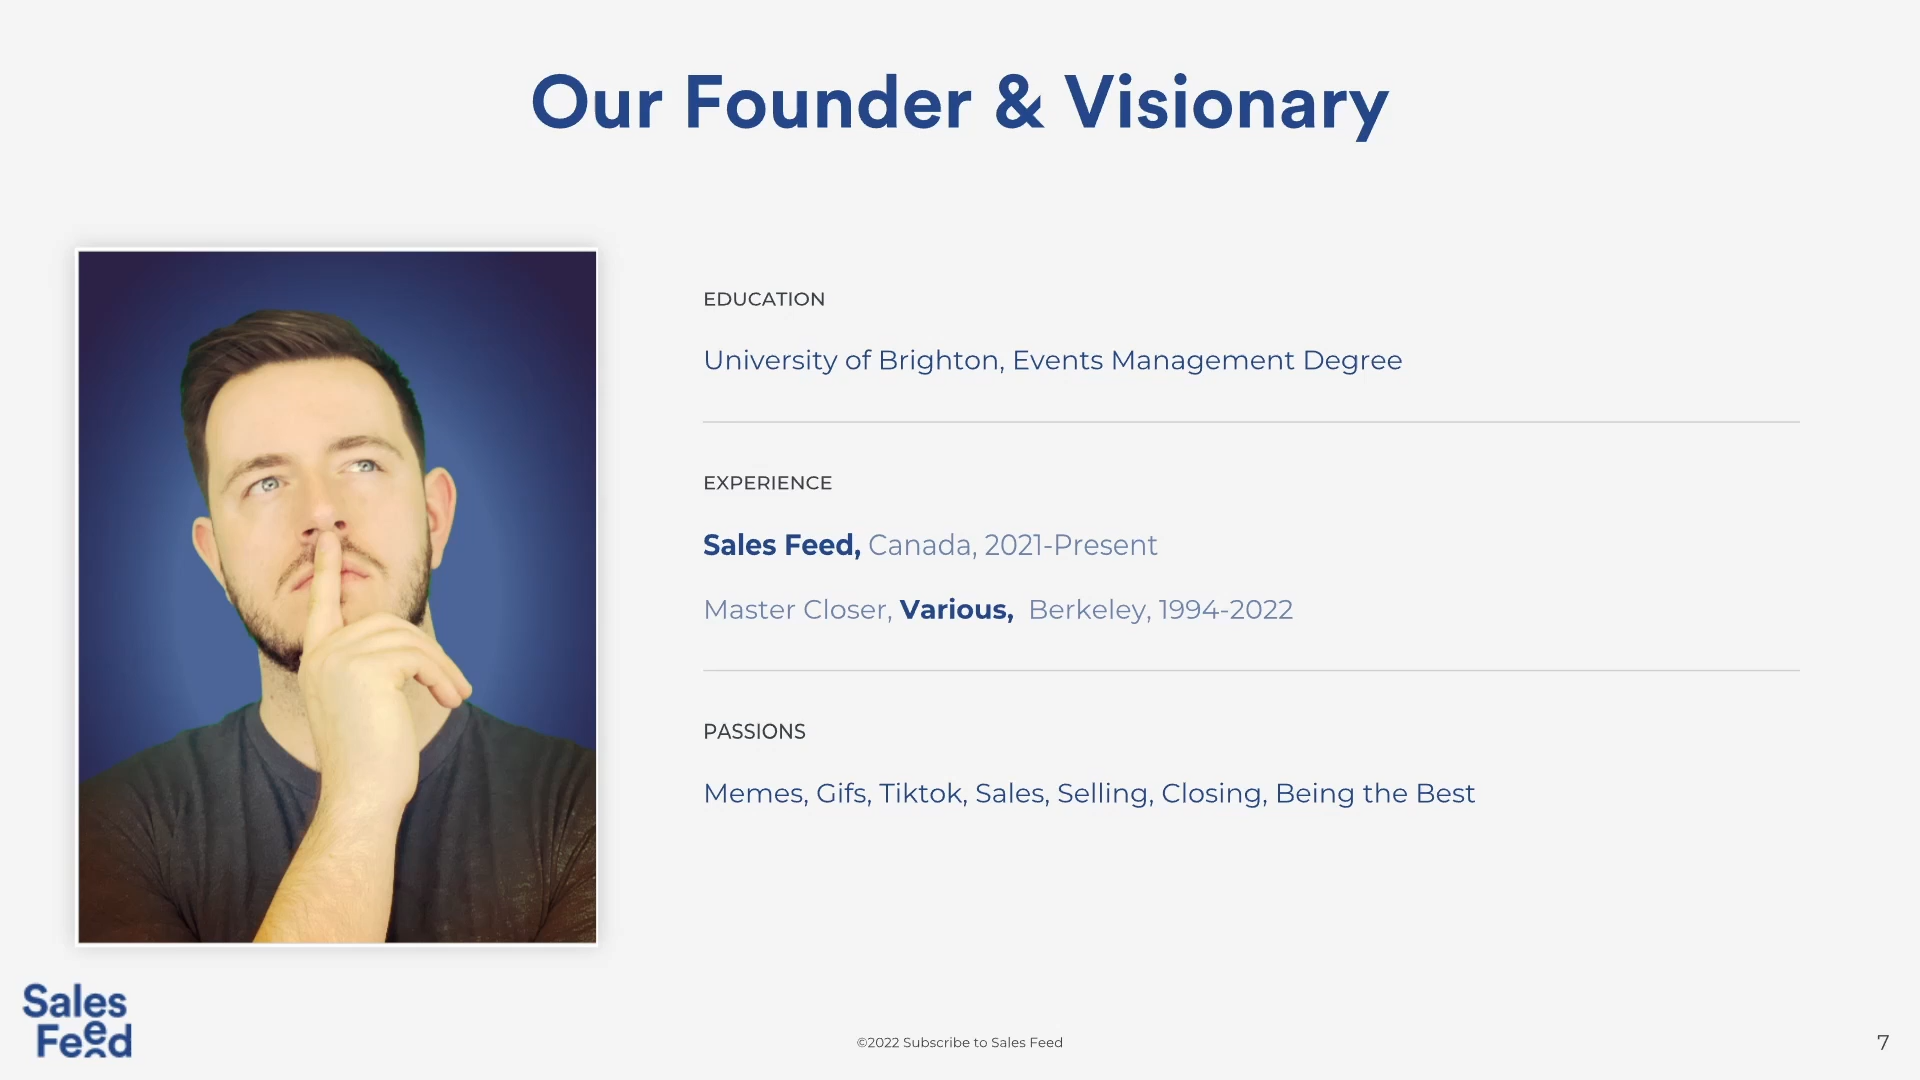 Our Founder & Visionary
EDUCATION
University of Brighton, Events Management Degree
EXPERIENCE
Sales Feed, Canada, 2021-Present
Master Closer, Various, Berkeley, 1994-2022
PASSIONS
Memes, Gifs, Tiktok, Sales, Selling, Closing, Being the Best
Sales
Feed
©2022 Subscribe to Sales Feed
7